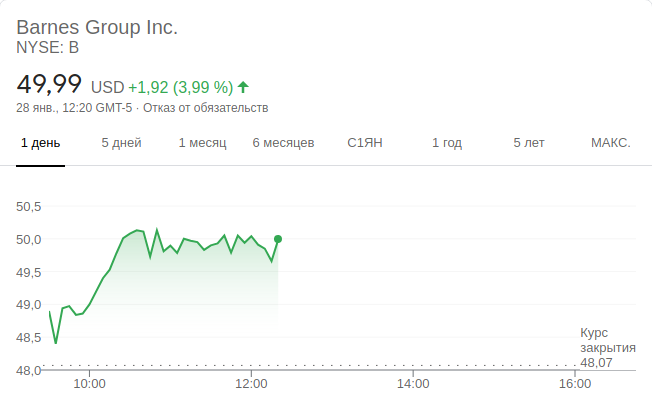 Barnes Group Inc.
NYSE: B
49,99 USD +1,92 (3,99 %)
28 янв., 12:20 GMT-5 · Отказ от обязательств
1 день 5 дней 1 месяц 6 месяцев С1ЯН 1 год 5 лет МАКС.
50,5
50,0
49,5
49,0
48,5
48,0
Курс
закрытия
48,07
10:00 12:00 14:00 16:00